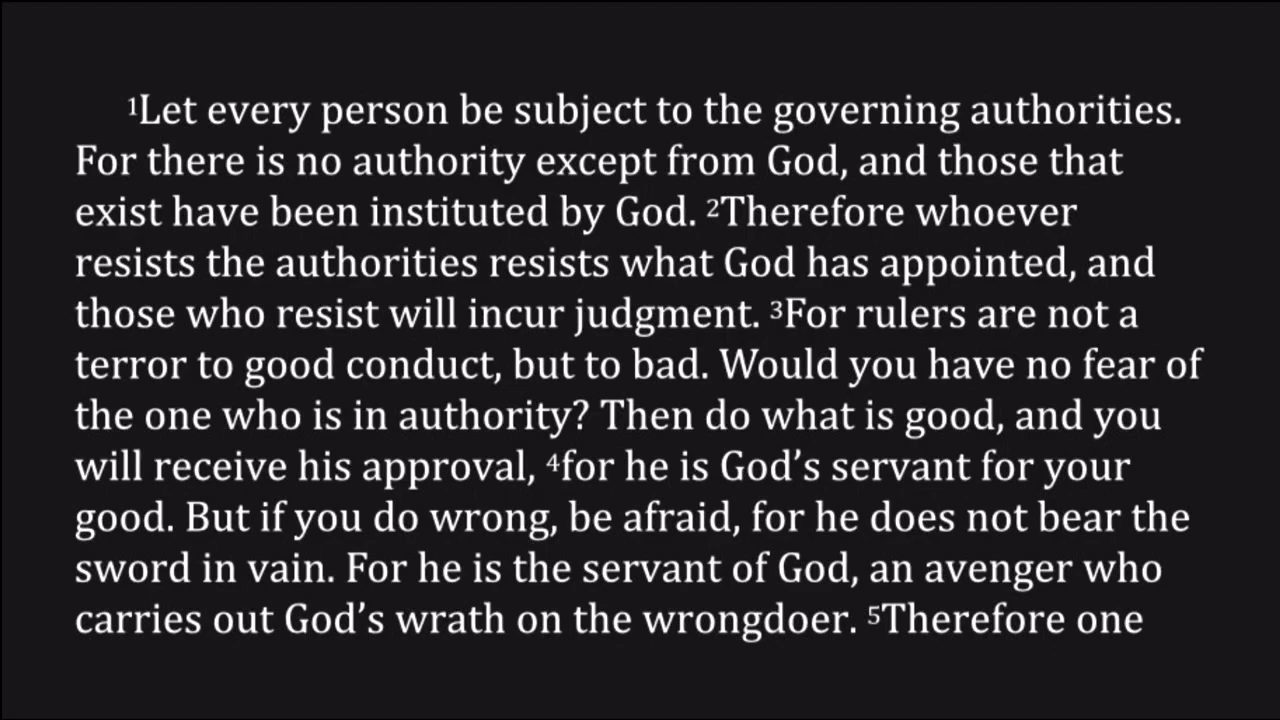 ¹Let every person be subject to the governing authorities.
For there is no authority except from God, and those that
exist have been instituted by God. ²Therefore whoever
resists the authorities resists what God has appointed, and
those who resist will incur judgment. ³For rulers are not a
terror to good conduct, but to bad. Would you have no fear of
the one who is in authority? Then do what is good, and you
will receive his approval, ⁴for he is God’s servant for your
good. But if you do wrong, be afraid, for he does not bear the
sword in vain. For he is the servant of God, an avenger who
carries out God’s wrath on the wrongdoer. ⁵Therefore one